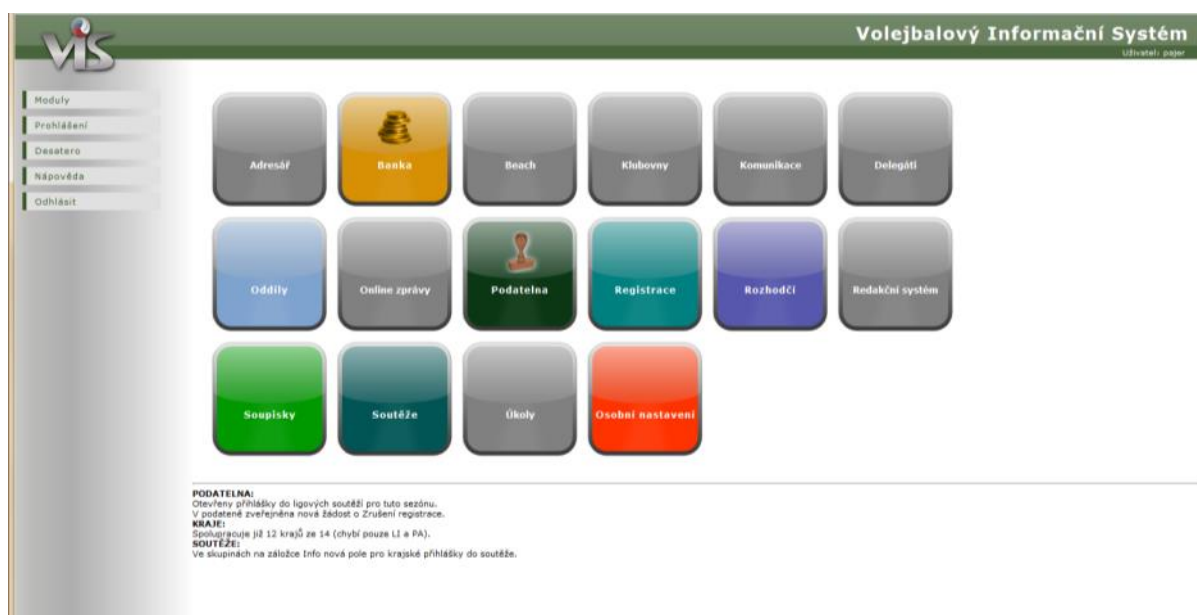 VIS
Volejbalový Informační Systém
Uživatel: pajer
Moduly
Prohlášení
Desatero
Nápověda
Odhlásit
Adresář
Banka
Beach
Klubovny
Komunikace
Delegáti
Oddíly
Online zprávy
Podatelna
Registrace
Rozhodčí
Redakční systém
Soupisky
Soutěže
Úkoly
Osobní nastavení
PODATELNA:
Otevřeny přihlášky do ligových soutěží pro tuto sezónu.
V podateně zveřejněna nová žádost o Zrušení registrace.
KRAJE:
Spolupracuje již 12 krajů ze 14 (chybí pouze LI a PA).
SOUTĚŽE:
Ve skupinách na záložce Info nová pole pro krajské přihlášky do soutěže.